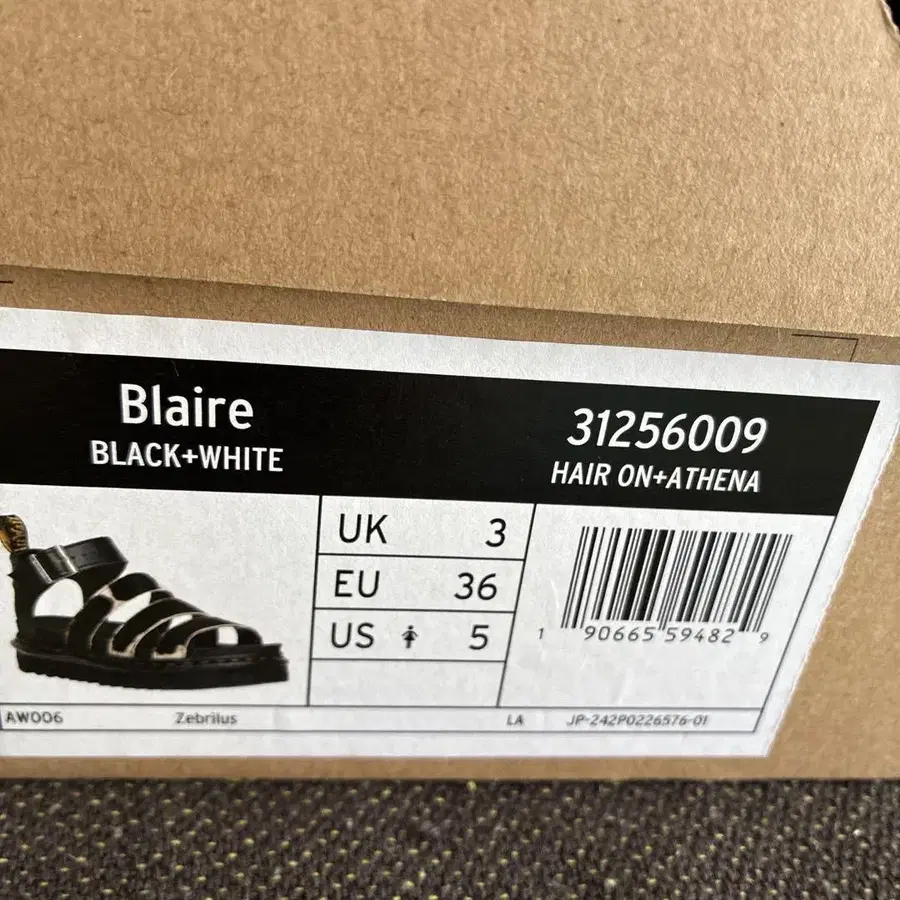 Blaire
BLACK+WHITE
31256009
HAIR ON+ATHENA
UK 3
EU 36
US 5
1 90665 59482 9
AW006 Zebrilus LA JP-242P0226576-01